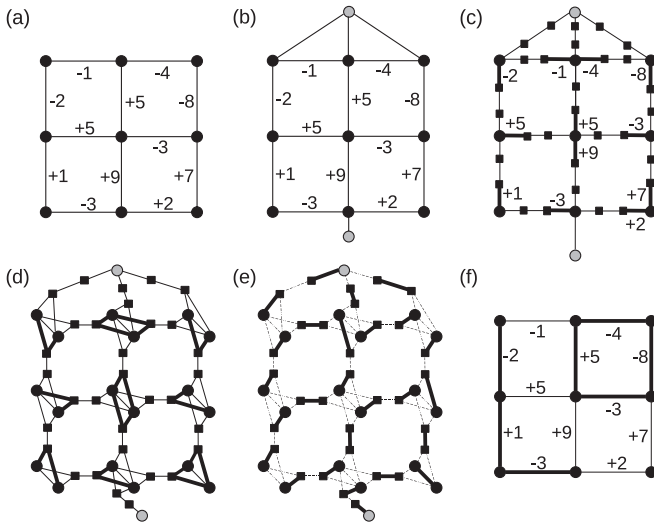 (a)
-1 -4
-2 +5 -8
+5 -3
+1 +9 +7
-3 +2
(b)
-1 -4
-2 +5 -8
+5 -3
+1 +9 +7
-3 +2
(c)
-2 -1 -4 -8
+5 +5 -3
+9
+1 -3 +7
+2
(d)
(e)
(f)
-1 -4
-2 +5 -8
+5 -3
+1 +9 +7
-3 +2